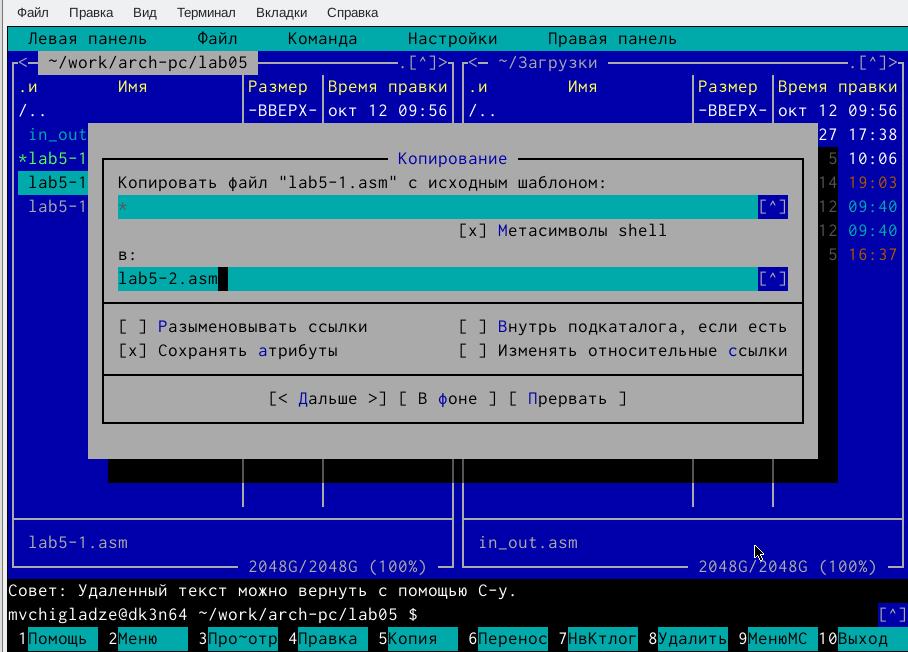 Файл Правка Вид Терминал Вкладки Справка
Левая панель Файл Команда Настройки Правая панель
<─ ~/work/arch-pc/lab05 .[^]> <─ ~/Загрузки .[^]>
.и Имя Размер Время правки .и Имя Размер Время правки
/.. -ВВЕРХ- окт 12 09:56 /.. -ВВЕРХ- окт 12 09:56
in_out 27 17:38
*lab5-1 5 10:06
lab5-1 14 19:03
lab5-1 12 09:40
12 09:40
5 16:37
Копирование
Копировать файл "lab5-1.asm" с исходным шаблоном:
* [^]
[x] Метасимволы shell
в:
lab5-2.asm [^]
[ ] Разыменовывать ссылки [ ] Внутрь подкаталога, если есть
[x] Сохранять атрибуты [ ] Изменять относительные ссылки
[< Дальше >] [ В фоне ] [ Прервать ]
lab5-1.asm in_out.asm
2048G/2048G (100%) 2048G/2048G (100%)
Совет: Удаленный текст можно вернуть с помощью C-y.
mvchigladze@dk3n64 ~/work/arch-pc/lab05 $ [^]
1Помощь 2Меню 3Про~отр 4Правка 5Копия 6Перенос 7НвКтлог 8Удалить 9МенюМС 10Выход